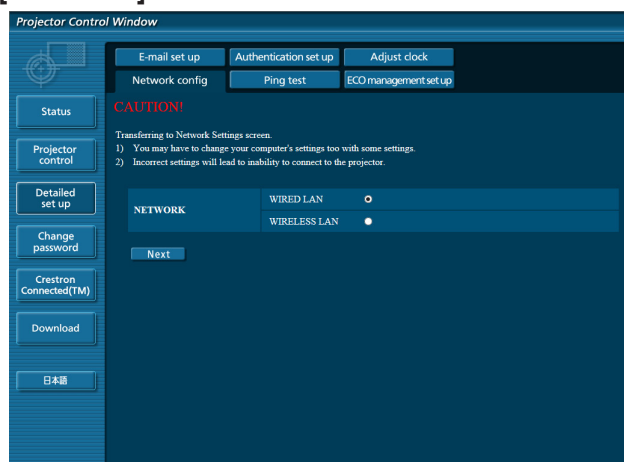 Projector Control Window
E-mail set up
Authentication set up
Adjust clock
Network config
Ping test
ECO management set up
Status
Projector
control
Detailed
set up
Change
password
Crestron
Connected(TM)
Download
日本語
CAUTION!
Transferring to Network Settings screen.
1) You may have to change your computer's settings too with some settings.
2) Incorrect settings will lead to inability to connect to the projector.
NETWORK
WIRED LAN
WIRELESS LAN
Next